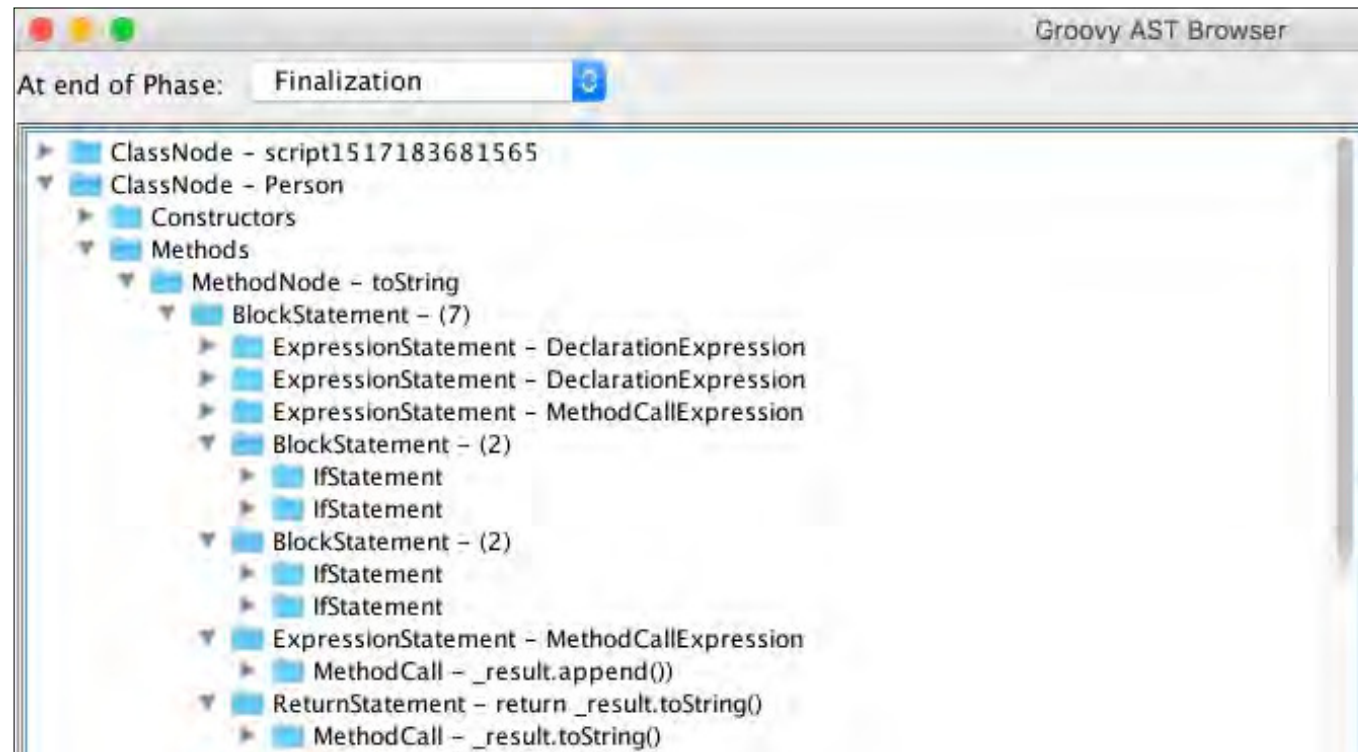 Groovy AST Browser
At end of Phase: Finalization
ClassNode - script1517183681565
ClassNode - Person
Constructors
Methods
MethodNode - toString
BlockStatement - (7)
ExpressionStatement - DeclarationExpression
ExpressionStatement - DeclarationExpression
ExpressionStatement - MethodCallExpression
BlockStatement - (2)
IfStatement
IfStatement
BlockStatement - (2)
IfStatement
IfStatement
ExpressionStatement - MethodCallExpression
MethodCall - _result.append())
ReturnStatement - return _result.toString()
MethodCall - _result.toString()